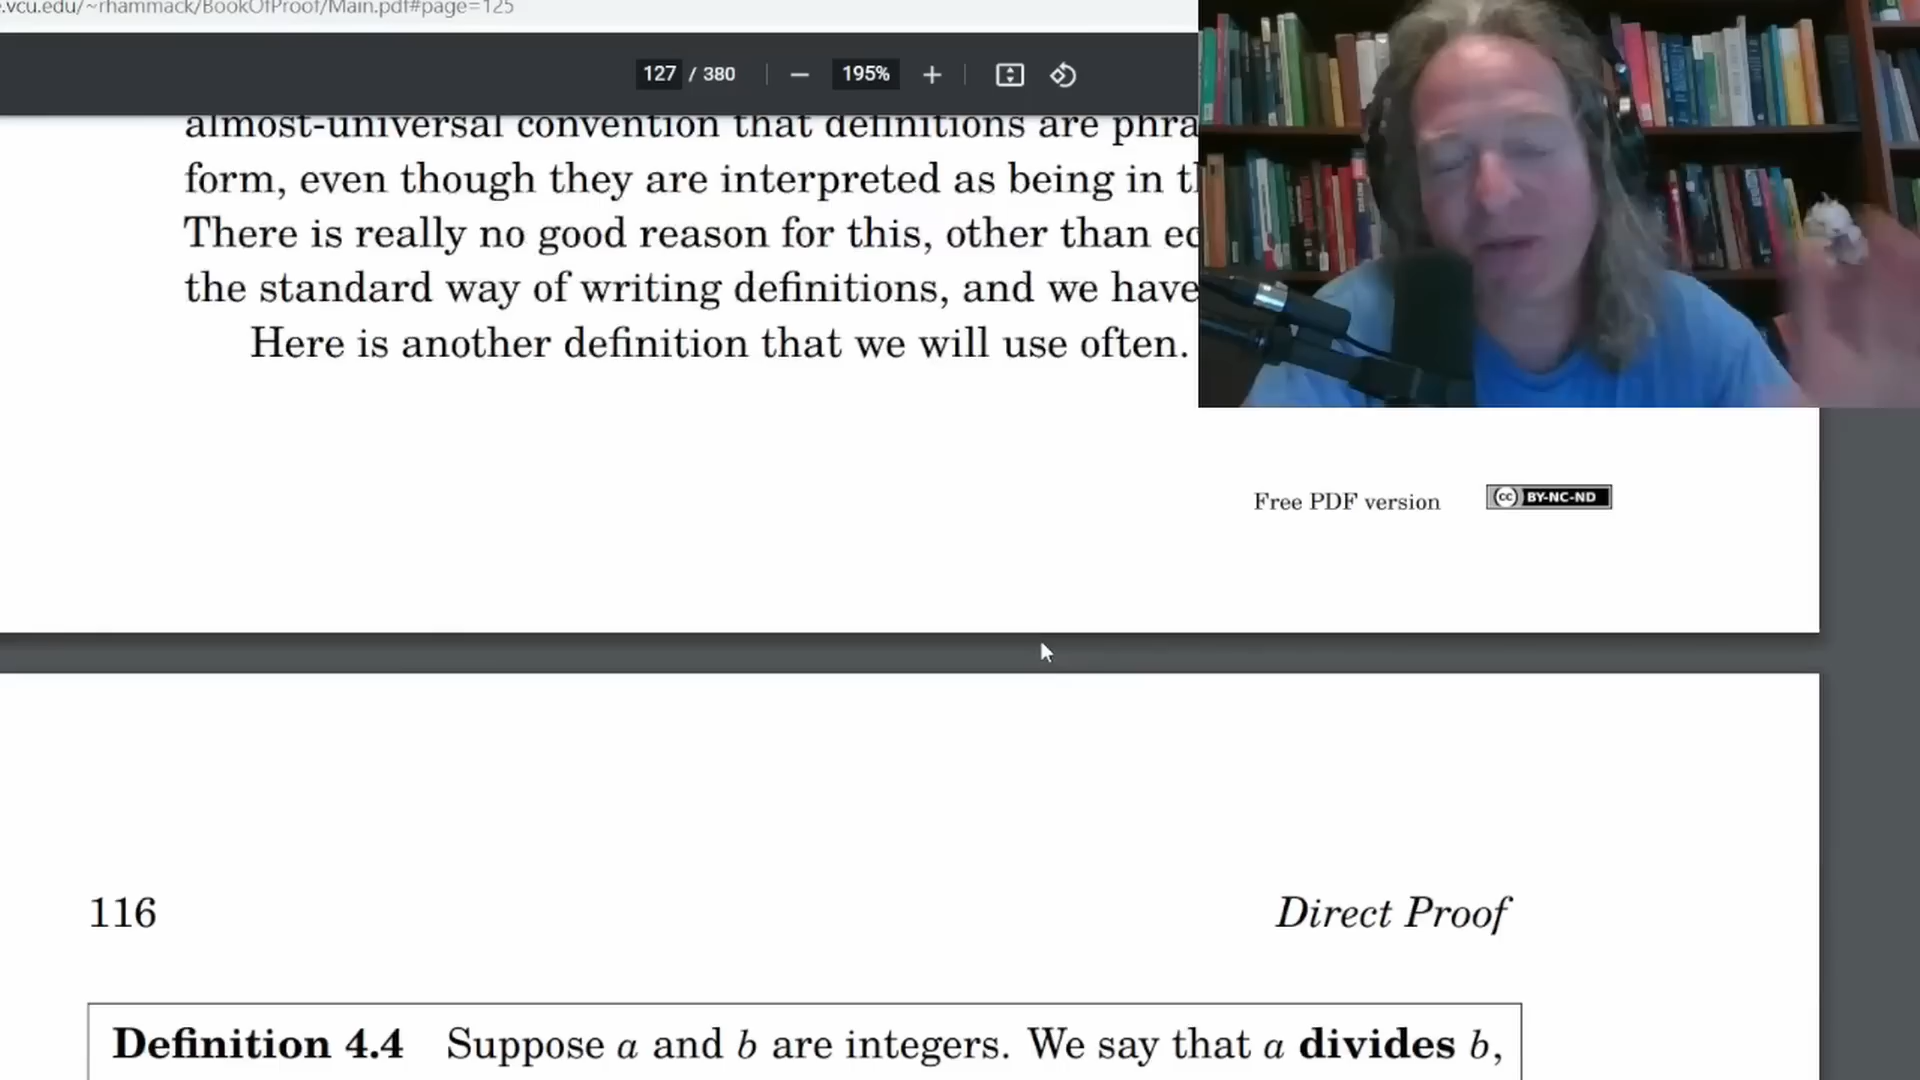 .vcu.edu/~rhammack/BookOfProof/Main.pdf#page=125
127 / 380
195%
almost-universal convention that definitions are phra
form, even though they are interpreted as being in t
There is really no good reason for this, other than
the standard way of writing definitions, and we have
Here is another definition that we will use often.
Free PDF version
cc BY-NC-ND
116
Direct Proof
Definition 4.4 Suppose a and b are integers. We say that a divides b,